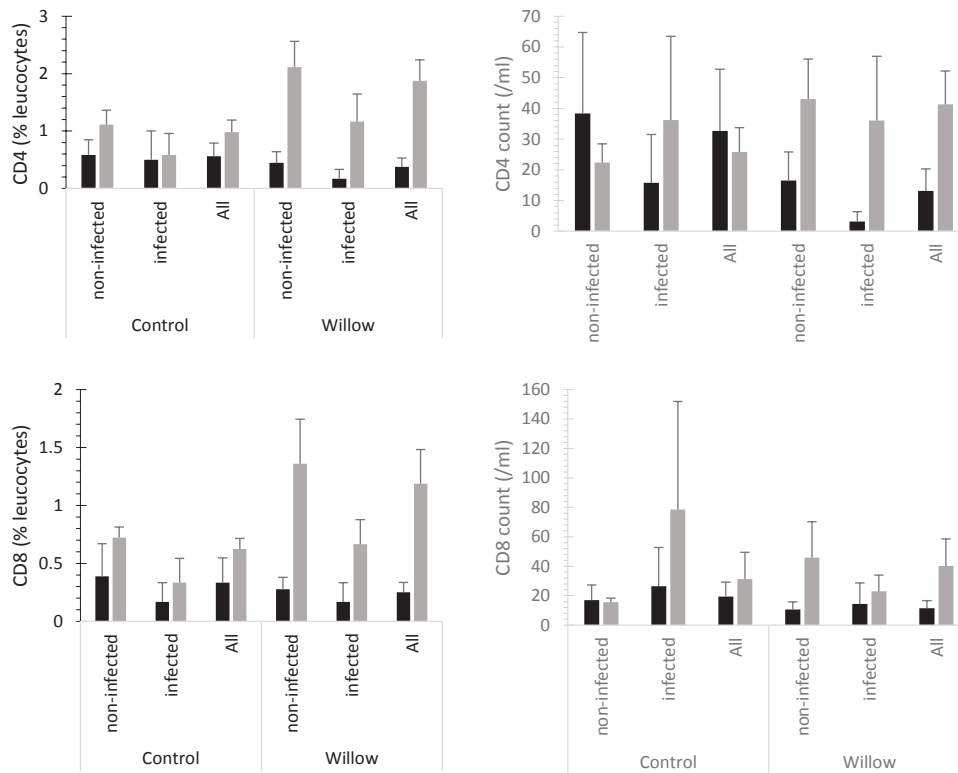 CD4 (% leucocytes)
3
2
1
0
non-infected
infected
All
non-infected
infected
All
Control
Willow
CD4 count (/ml)
70
60
50
40
30
20
10
0
non-infected
infected
All
non-infected
infected
All
CD8 (% leucocytes)
2
1.5
1
0.5
0
non-infected
infected
All
non-infected
infected
All
Control
Willow
CD8 count (/ml)
160
140
120
100
80
60
40
20
0
non-infected
infected
All
non-infected
infected
All
Control
Willow